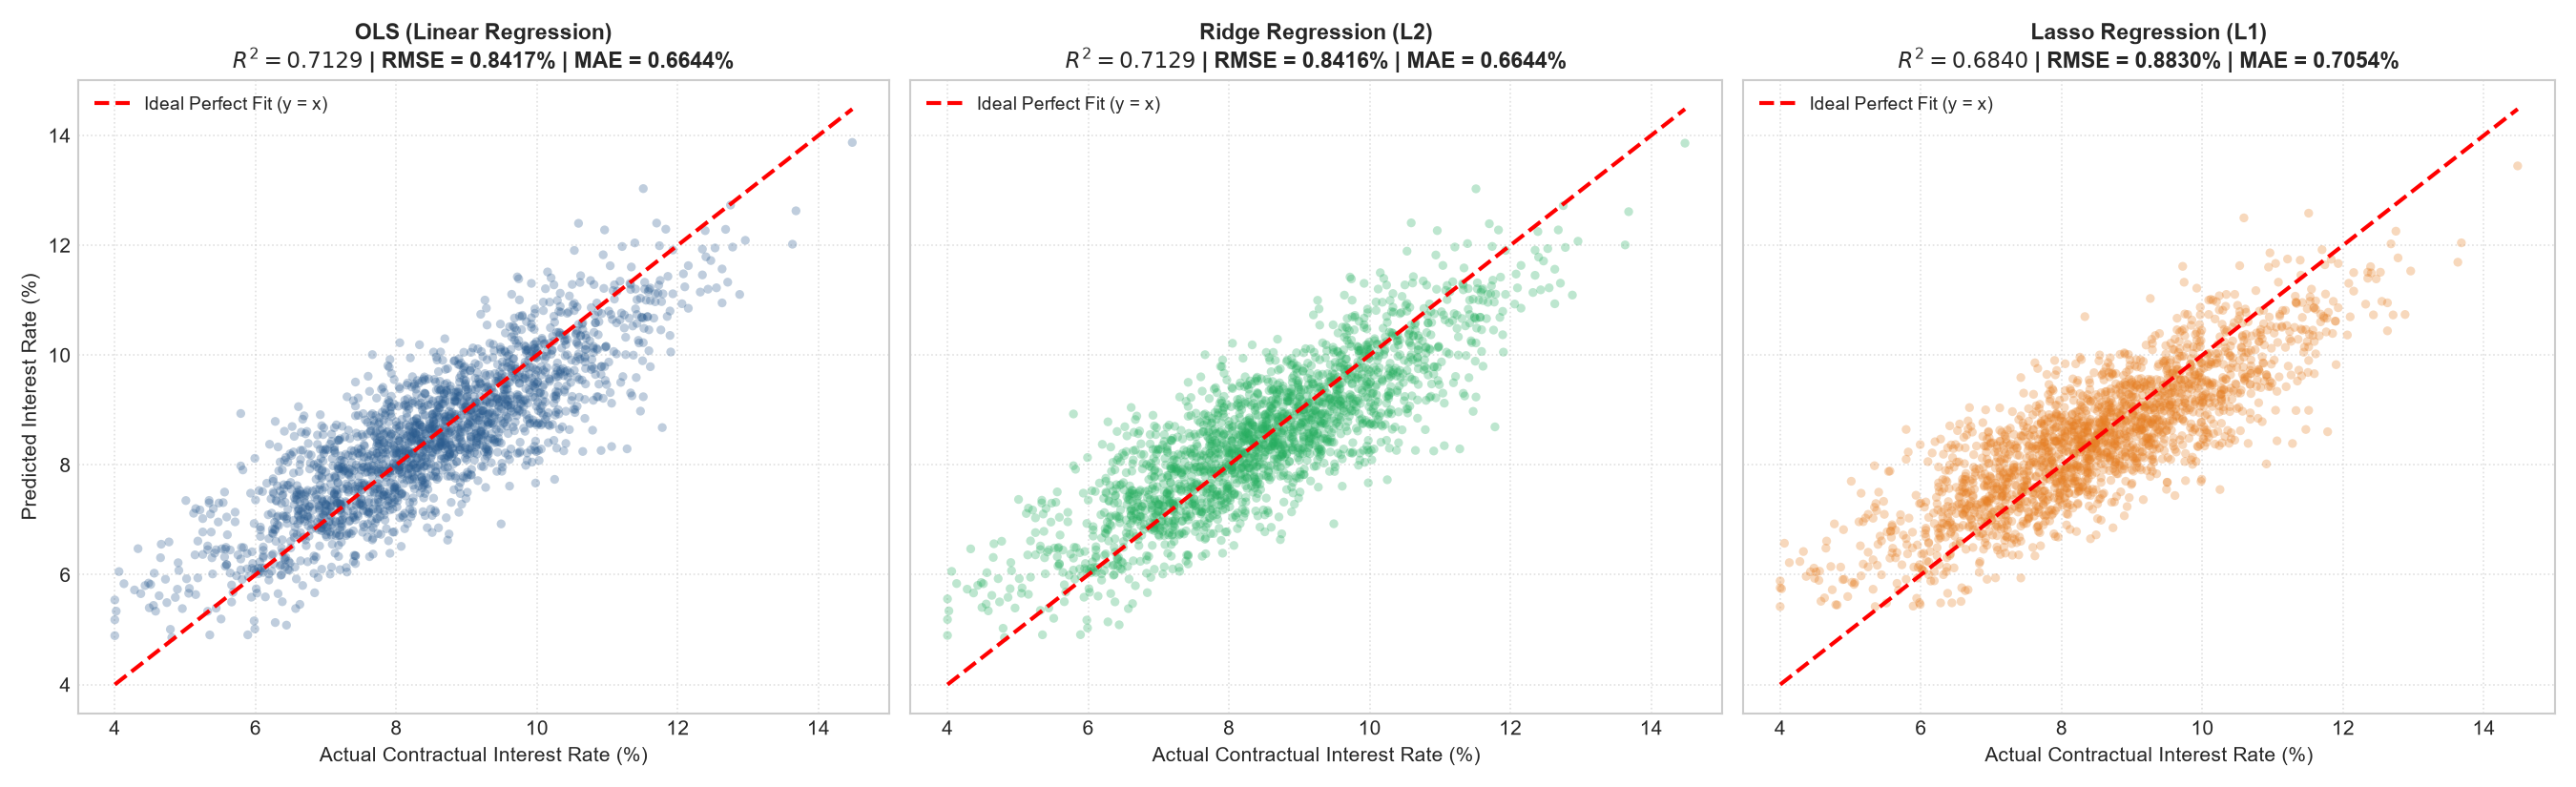 OLS (Linear Regression)
R² = 0.7129 | RMSE = 0.8417% | MAE = 0.6644%
Ideal Perfect Fit (y = x)
Predicted Interest Rate (%)
14
12
10
8
6
4
4 6 8 10 12 14
Actual Contractual Interest Rate (%)
Ridge Regression (L2)
R² = 0.7129 | RMSE = 0.8416% | MAE = 0.6644%
Ideal Perfect Fit (y = x)
4 6 8 10 12 14
Actual Contractual Interest Rate (%)
Lasso Regression (L1)
R² = 0.6840 | RMSE = 0.8830% | MAE = 0.7054%
Ideal Perfect Fit (y = x)
4 6 8 10 12 14
Actual Contractual Interest Rate (%)